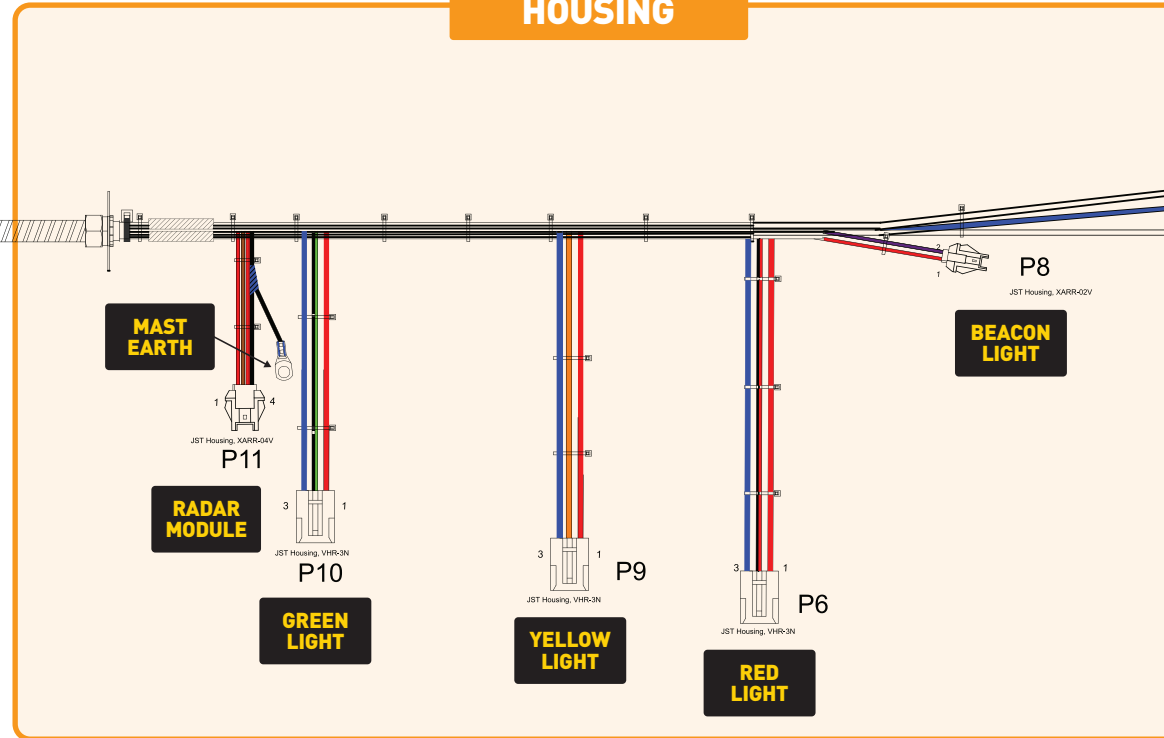 HOUSING
MAST
EARTH
2
1
P8
JST Housing, XARR-02V
BEACON
LIGHT
1
4
JST Housing, XARR-04V
P11
RADAR
MODULE
3
1
JST Housing, VHR-3N
P10
GREEN
LIGHT
3
1
P9
JST Housing, VHR-3N
YELLOW
LIGHT
3
1
P6
JST Housing, VHR-3N
RED
LIGHT